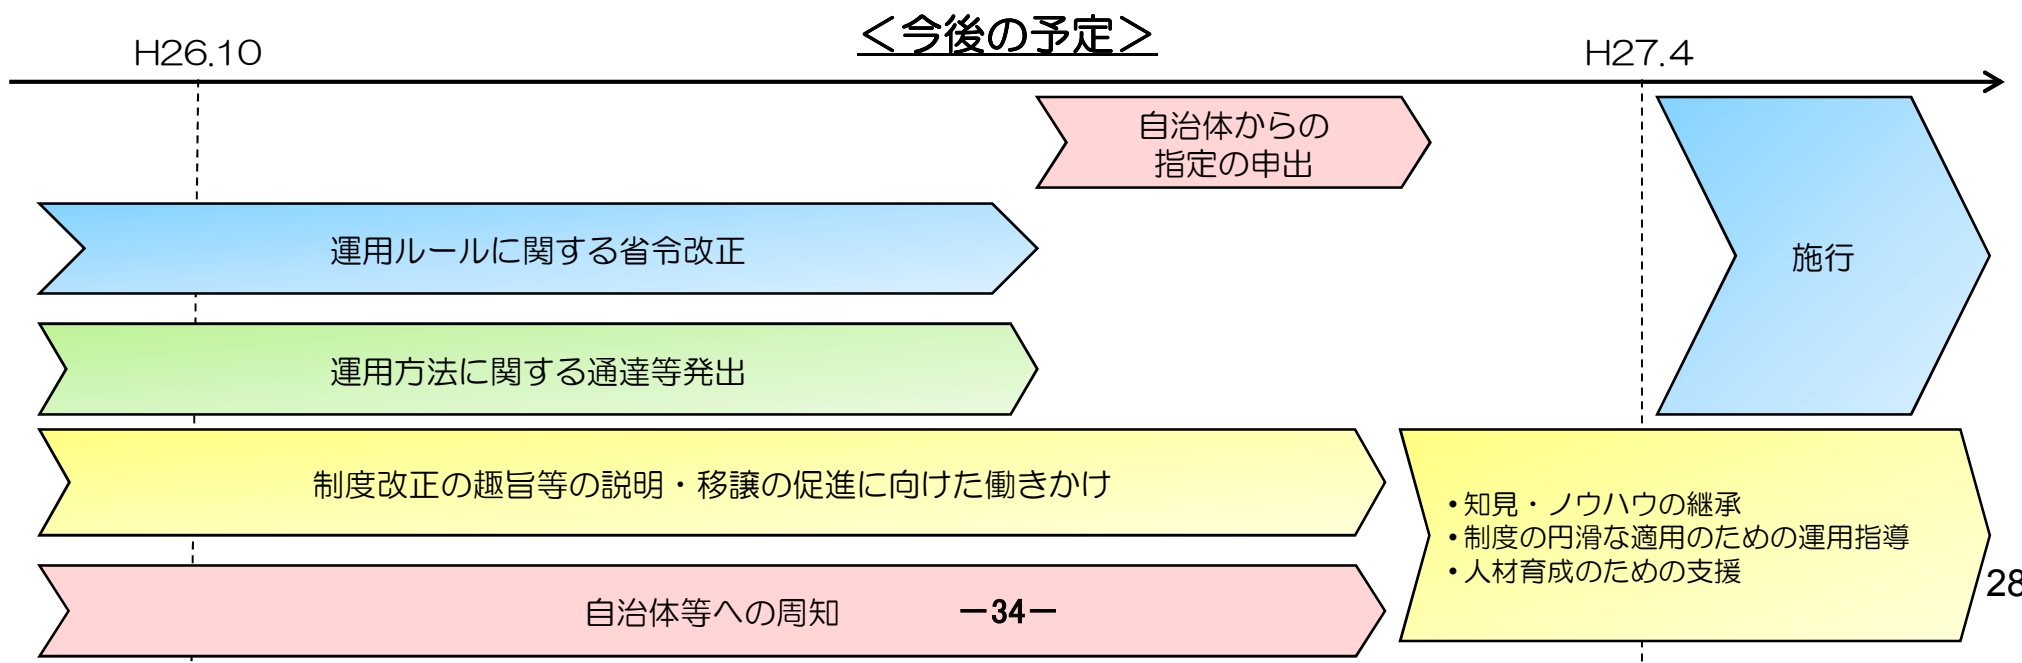 ＜今後の予定＞
H26.10
H27.4
自治体からの
指定の申出
運用ルールに関する省令改正
施行
運用方法に関する通達等発出
制度改正の趣旨等の説明・移譲の促進に向けた働きかけ
•知見・ノウハウの継承
•制度の円滑な適用のための運用指導
•人材育成のための支援
28
自治体等への周知
－34－